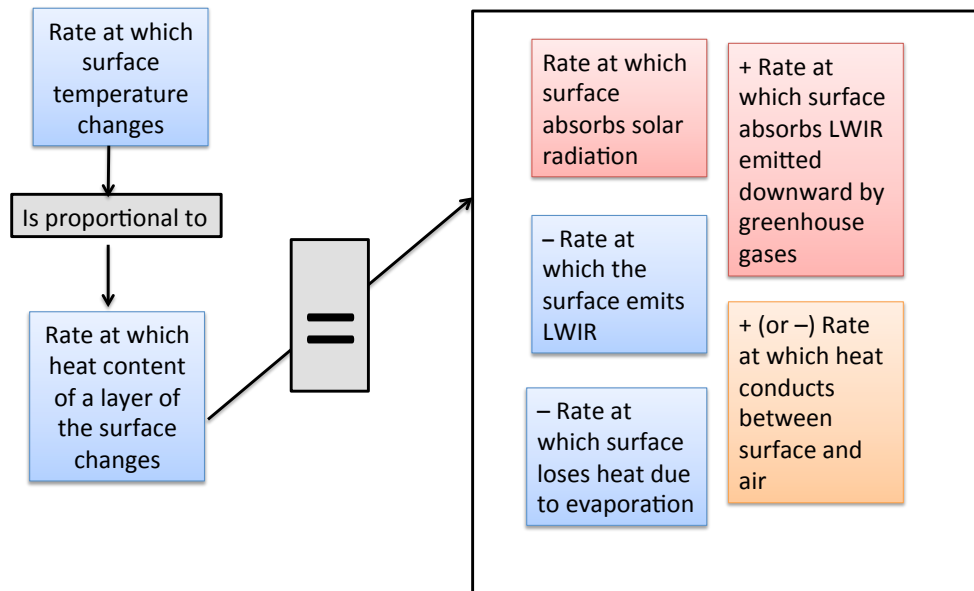 Rate at which
surface
temperature
changes
Is proportional to
Rate at which
heat content
of a layer of
the surface
changes
=
Rate at which
surface
absorbs solar
radiation
– Rate at
which the
surface emits
LWIR
– Rate at
which surface
loses heat due
to evaporation
+ Rate at
which surface
absorbs LWIR
emitted
downward by
greenhouse
gases
+ (or –) Rate
at which heat
conducts
between
surface and
air